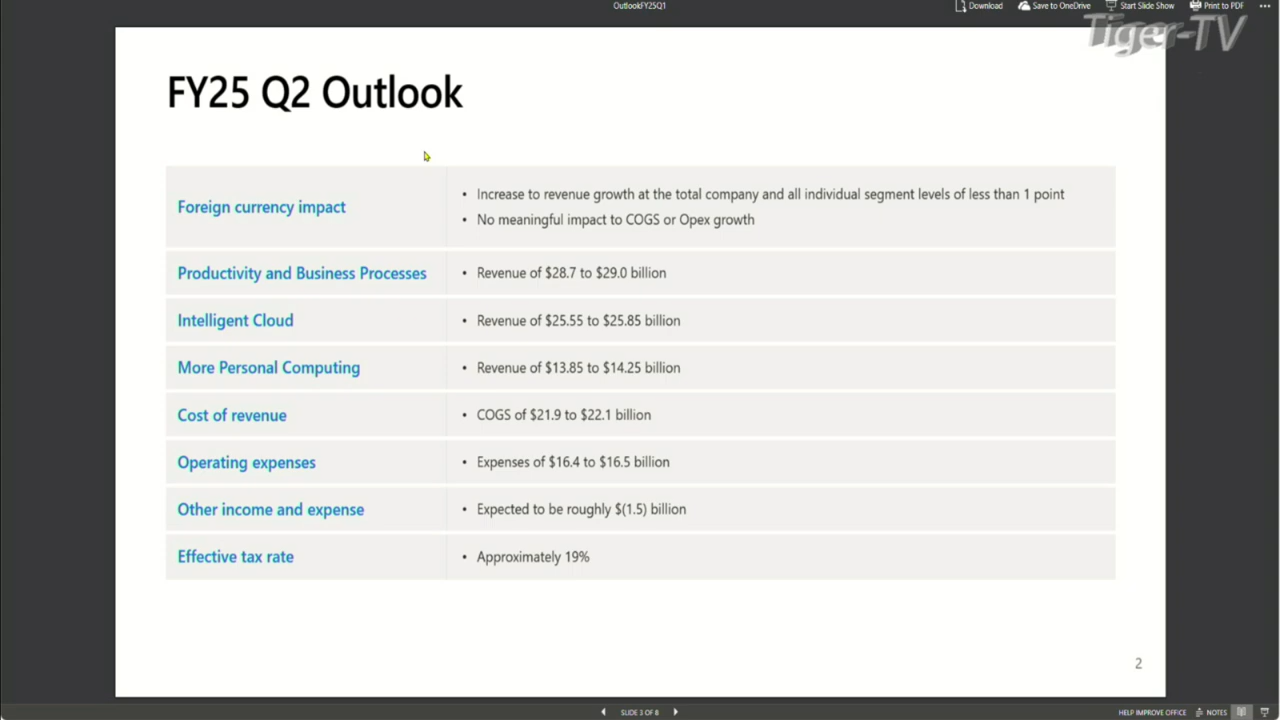 OutlookFY25Q1
Download Save to OneDrive Start Slide Show Print to PDF
Tiger-TV
FY25 Q2 Outlook
Foreign currency impact
• Increase to revenue growth at the total company and all individual segment levels of less than 1 point
• No meaningful impact to COGS or Opex growth
Productivity and Business Processes
• Revenue of $28.7 to $29.0 billion
Intelligent Cloud
• Revenue of $25.55 to $25.85 billion
More Personal Computing
• Revenue of $13.85 to $14.25 billion
Cost of revenue
• COGS of $21.9 to $22.1 billion
Operating expenses
• Expenses of $16.4 to $16.5 billion
Other income and expense
• Expected to be roughly $(1.5) billion
Effective tax rate
• Approximately 19%
2
SLIDE 3 OF 8
HELP IMPROVE OFFICE NOTES